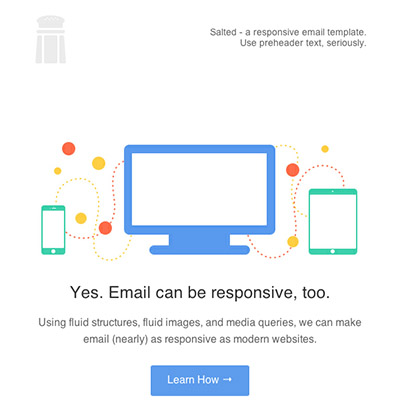 Salted - a responsive email template.
Use preheader text, seriously.
Yes. Email can be responsive, too.
Using fluid structures, fluid images, and media queries, we can make
email (nearly) as responsive as modern websites.
Learn How →